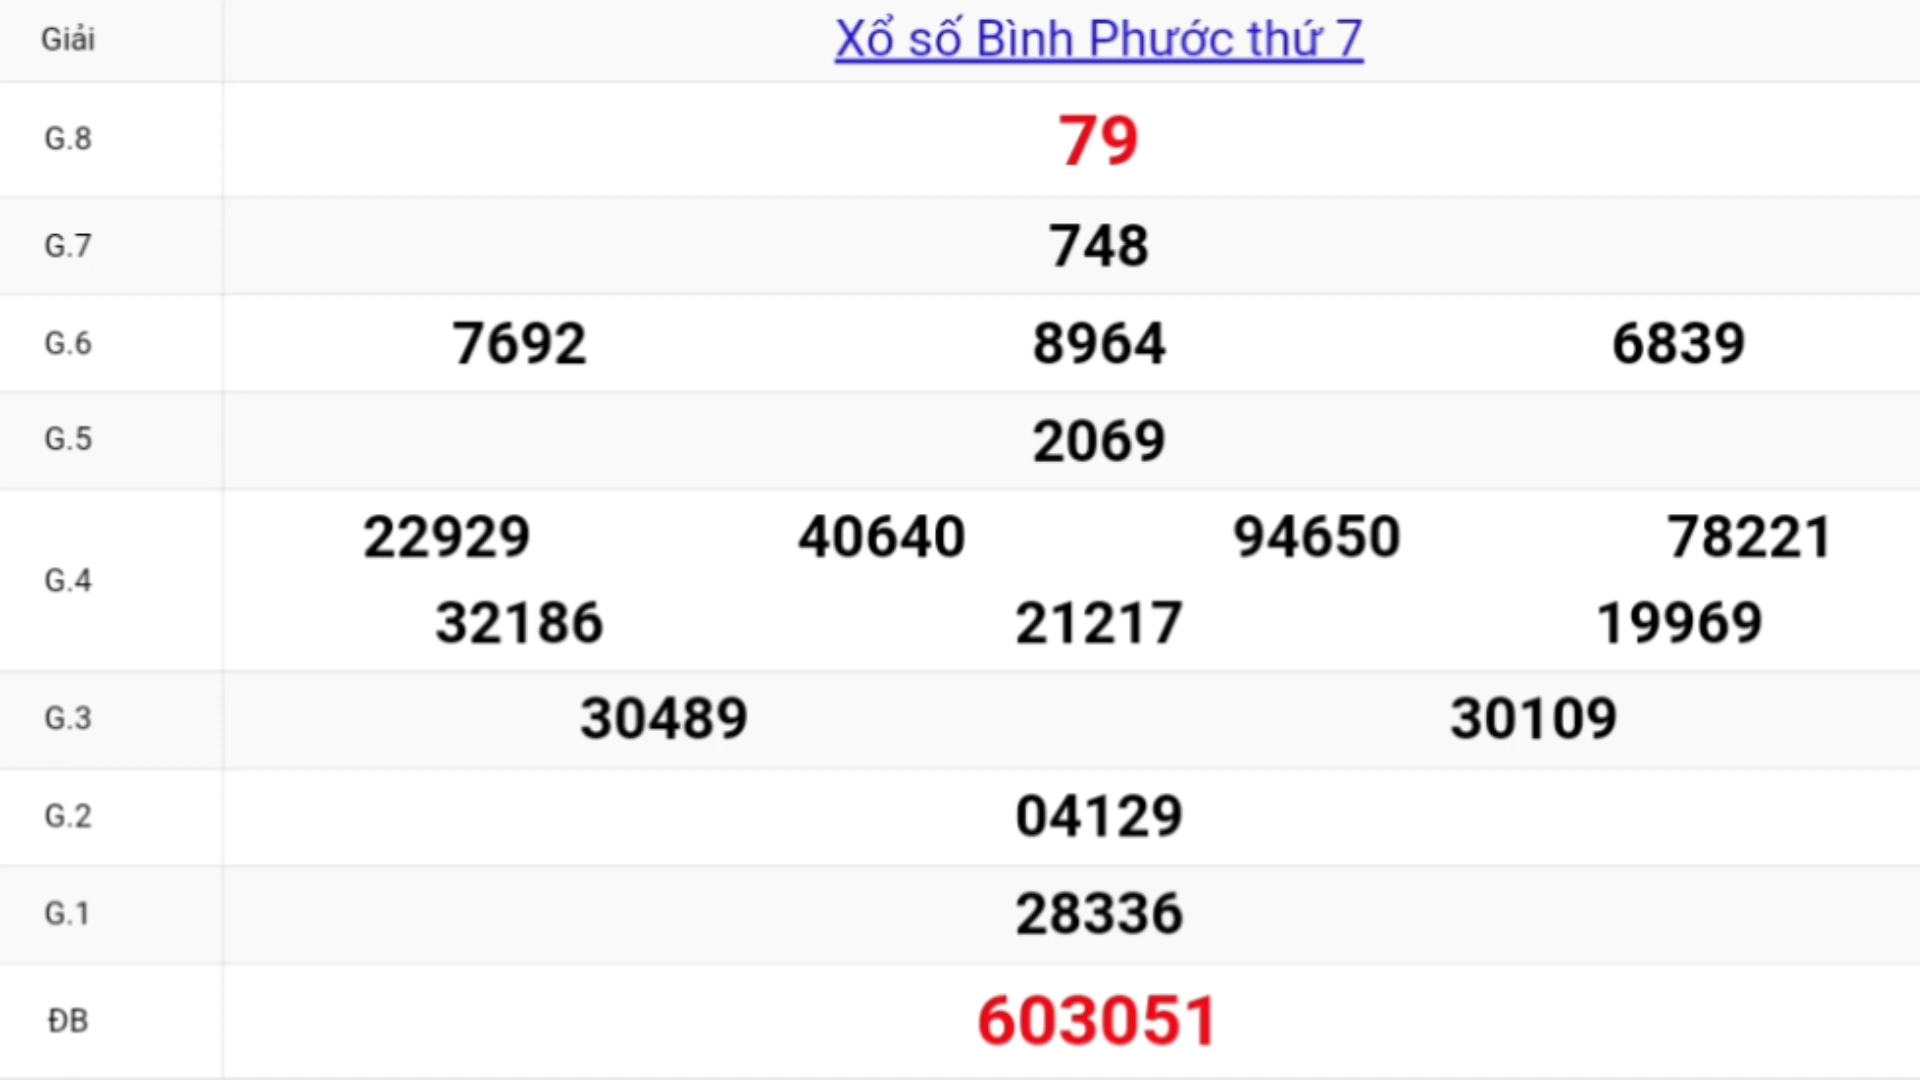 Giải Xổ số Bình Phước thứ 7
G.8 79
G.7 748
G.6 7692 8964 6839
G.5 2069
G.4 22929 40640 94650 78221
32186 21217 19969
G.3 30489 30109
G.2 04129
G.1 28336
ĐB 603051